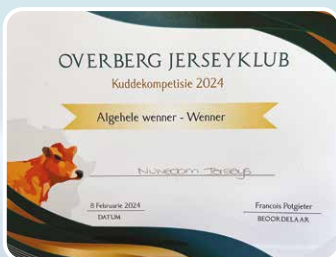 OVERBERG JERSEYKLUB
Kuddekompetisie 2024
Algehele wenner - Wenner
Nuwedam Jerseys
8 Februarie 2024
DATUM
Francois Potgieter
BEOORDELAAR